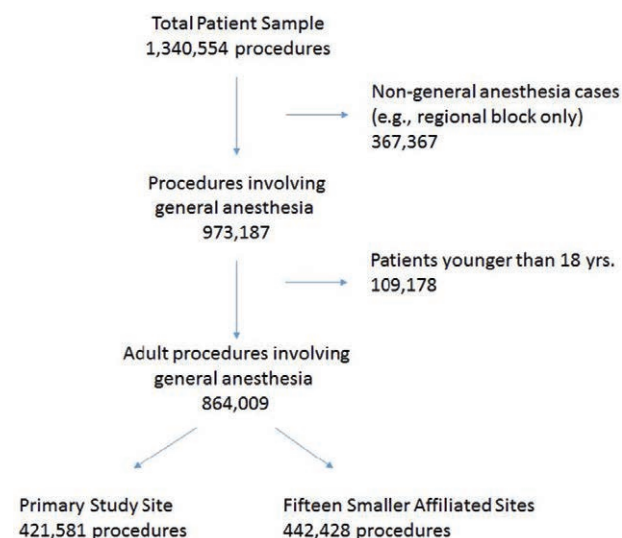 Total Patient Sample
1,340,554 procedures
Non-general anesthesia cases
(e.g., regional block only)
367,367
Procedures involving
general anesthesia
973,187
Patients younger than 18 yrs.
109,178
Adult procedures involving
general anesthesia
864,009
Primary Study Site
421,581 procedures
Fifteen Smaller Affiliated Sites
442,428 procedures